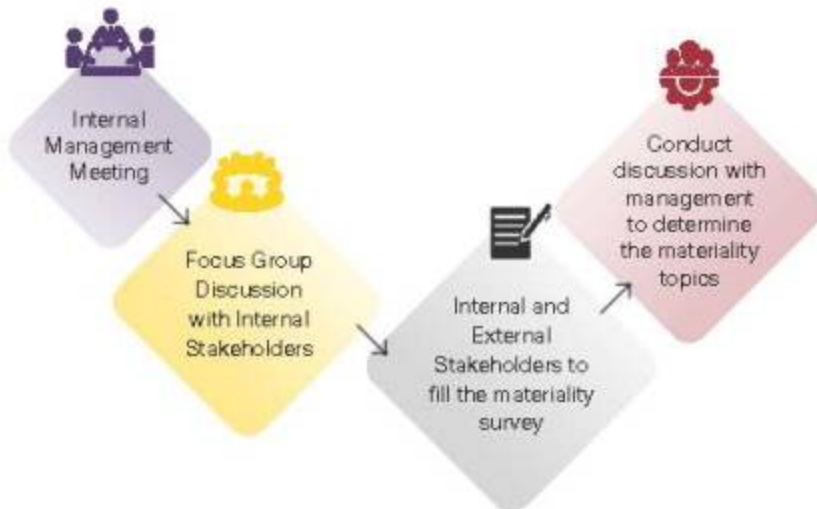 Internal
Management
Meeting
Focus Group
Discussion
with Internal
Stakeholders
Internal and
External
Stakeholders to
fill the materiality
survey
Conduct
discussion with
management
to determine
the materiality
topics